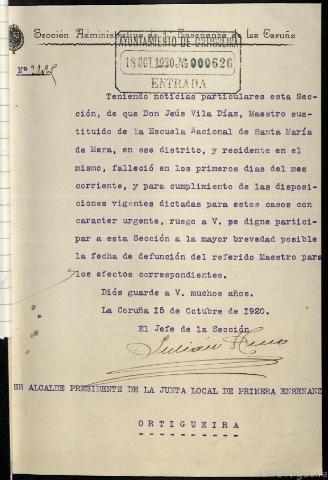 Sección Administrativa de 1ª Enseñanza de La Coruña
AYUNTAMIENTO DE ORTIGUEIRA
18 OCT. 1930 № 000626
ENTRADA
Nº
Teniendo noticias particulares esta Sec-
ción, de que Don Jeús Vila Díaz, Maestro sus-
tituido de la Escuela Nacional de Santa María
de Mera, en ese distrito, y residente en el
mismo, falleció en los primeros dias del mes
corriente, y para cumplimiento de las disposi-
ciones vigentes dictadas para estos casos con
caracter urgente, ruego a V. se digne partici-
par a esta Sección a la mayor brevedad posible
la fecha de defunción del referido Maestro para
los efectos correspondientes.
Diós guarde a V. muchos años.
La Coruña 15 de Octubre de 1920.
El Jefe de la Sección
Julián
SR ALCALDE PRESIDENTE DE LA JUNTA LOCAL DE PRIMERA ENSEÑANZ
ORTIGUEIRA
----------